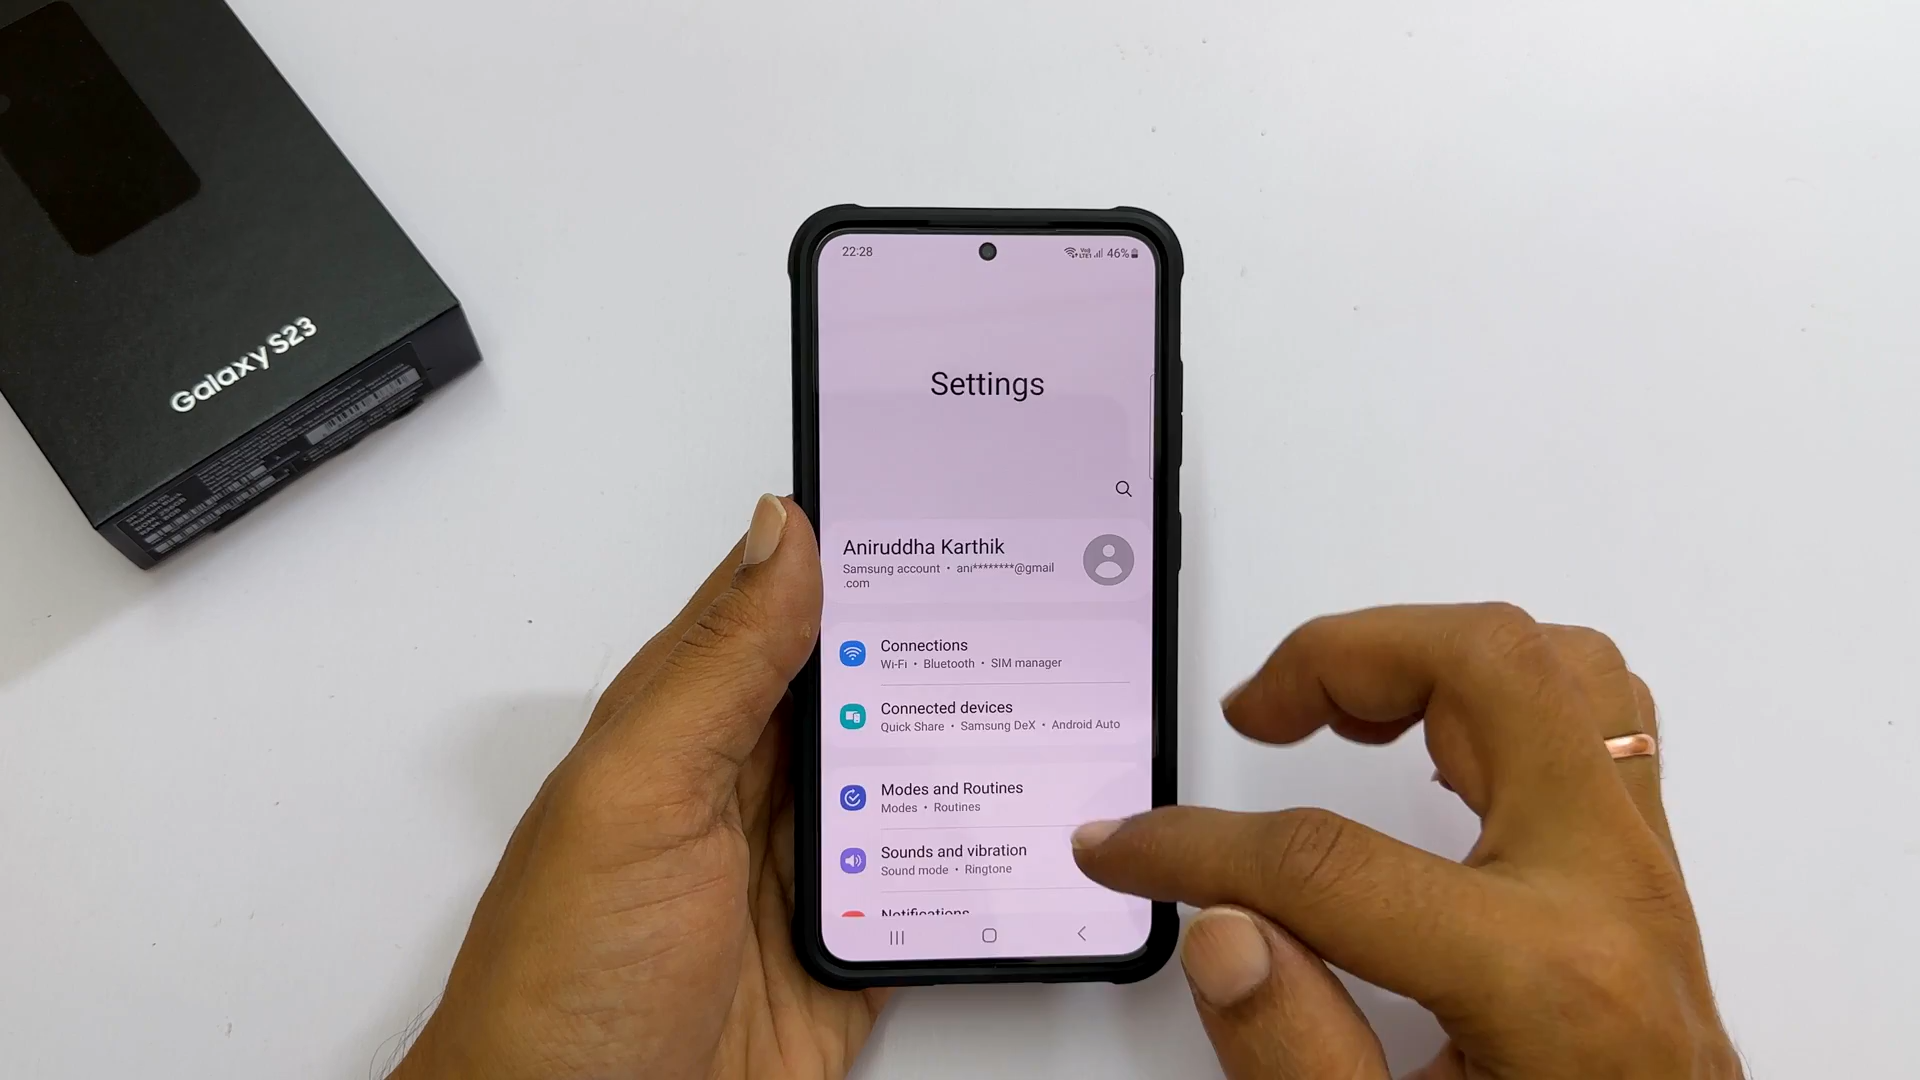 Galaxy S23
22:28
46%
Settings
Aniruddha Karthik
Samsung account • ani********@gmail
.com
Connections
Wi-Fi • Bluetooth • SIM manager
Connected devices
Quick Share • Samsung DeX • Android Auto
Modes and Routines
Modes • Routines
Sounds and vibration
Sound mode • Ringtone
Notifications